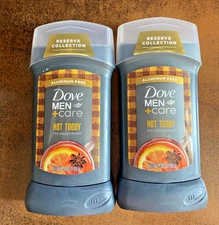 RESERVE
COLLECTION
ALUMINUM FREE
Dove
MEN
+care
HOT TODDY
RESERVE
COLLECTION
ALUMINUM FREE
Dove
MEN
+care
HOT TODDY